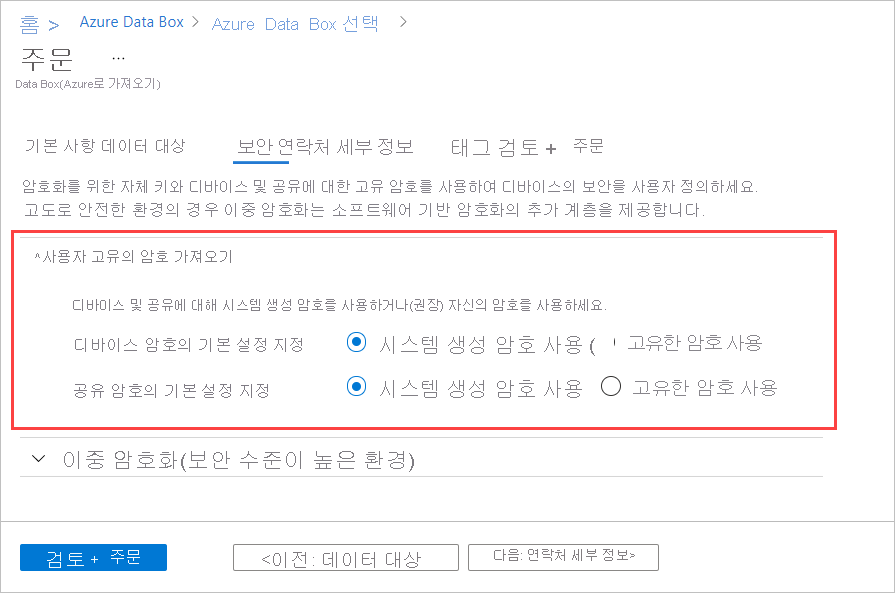 홈 > Azure Data Box > Azure Data Box 선택 >
주문 ...
Data Box(Azure로 가져오기)
기본 사항 데이터 대상 보안 연락처 세부 정보 태그 검토 + 주문
암호화를 위한 자체 키와 디바이스 및 공유에 대한 고유 암호를 사용하여 디바이스의 보안을 사용자 정의하세요.
고도로 안전한 환경의 경우 이중 암호화는 소프트웨어 기반 암호화의 추가 계층을 제공합니다.
^사용자 고유의 암호 가져오기
디바이스 및 공유에 대해 시스템 생성 암호를 사용하거나(권장) 자신의 암호를 사용하세요.
디바이스 암호의 기본 설정 지정 시스템 생성 암호 사용 ( 고유한 암호 사용
공유 암호의 기본 설정 지정 시스템 생성 암호 사용 고유한 암호 사용
이중 암호화(보안 수준이 높은 환경)
검토 + 주문 <이전: 데이터 대상 다음: 연락처 세부 정보>